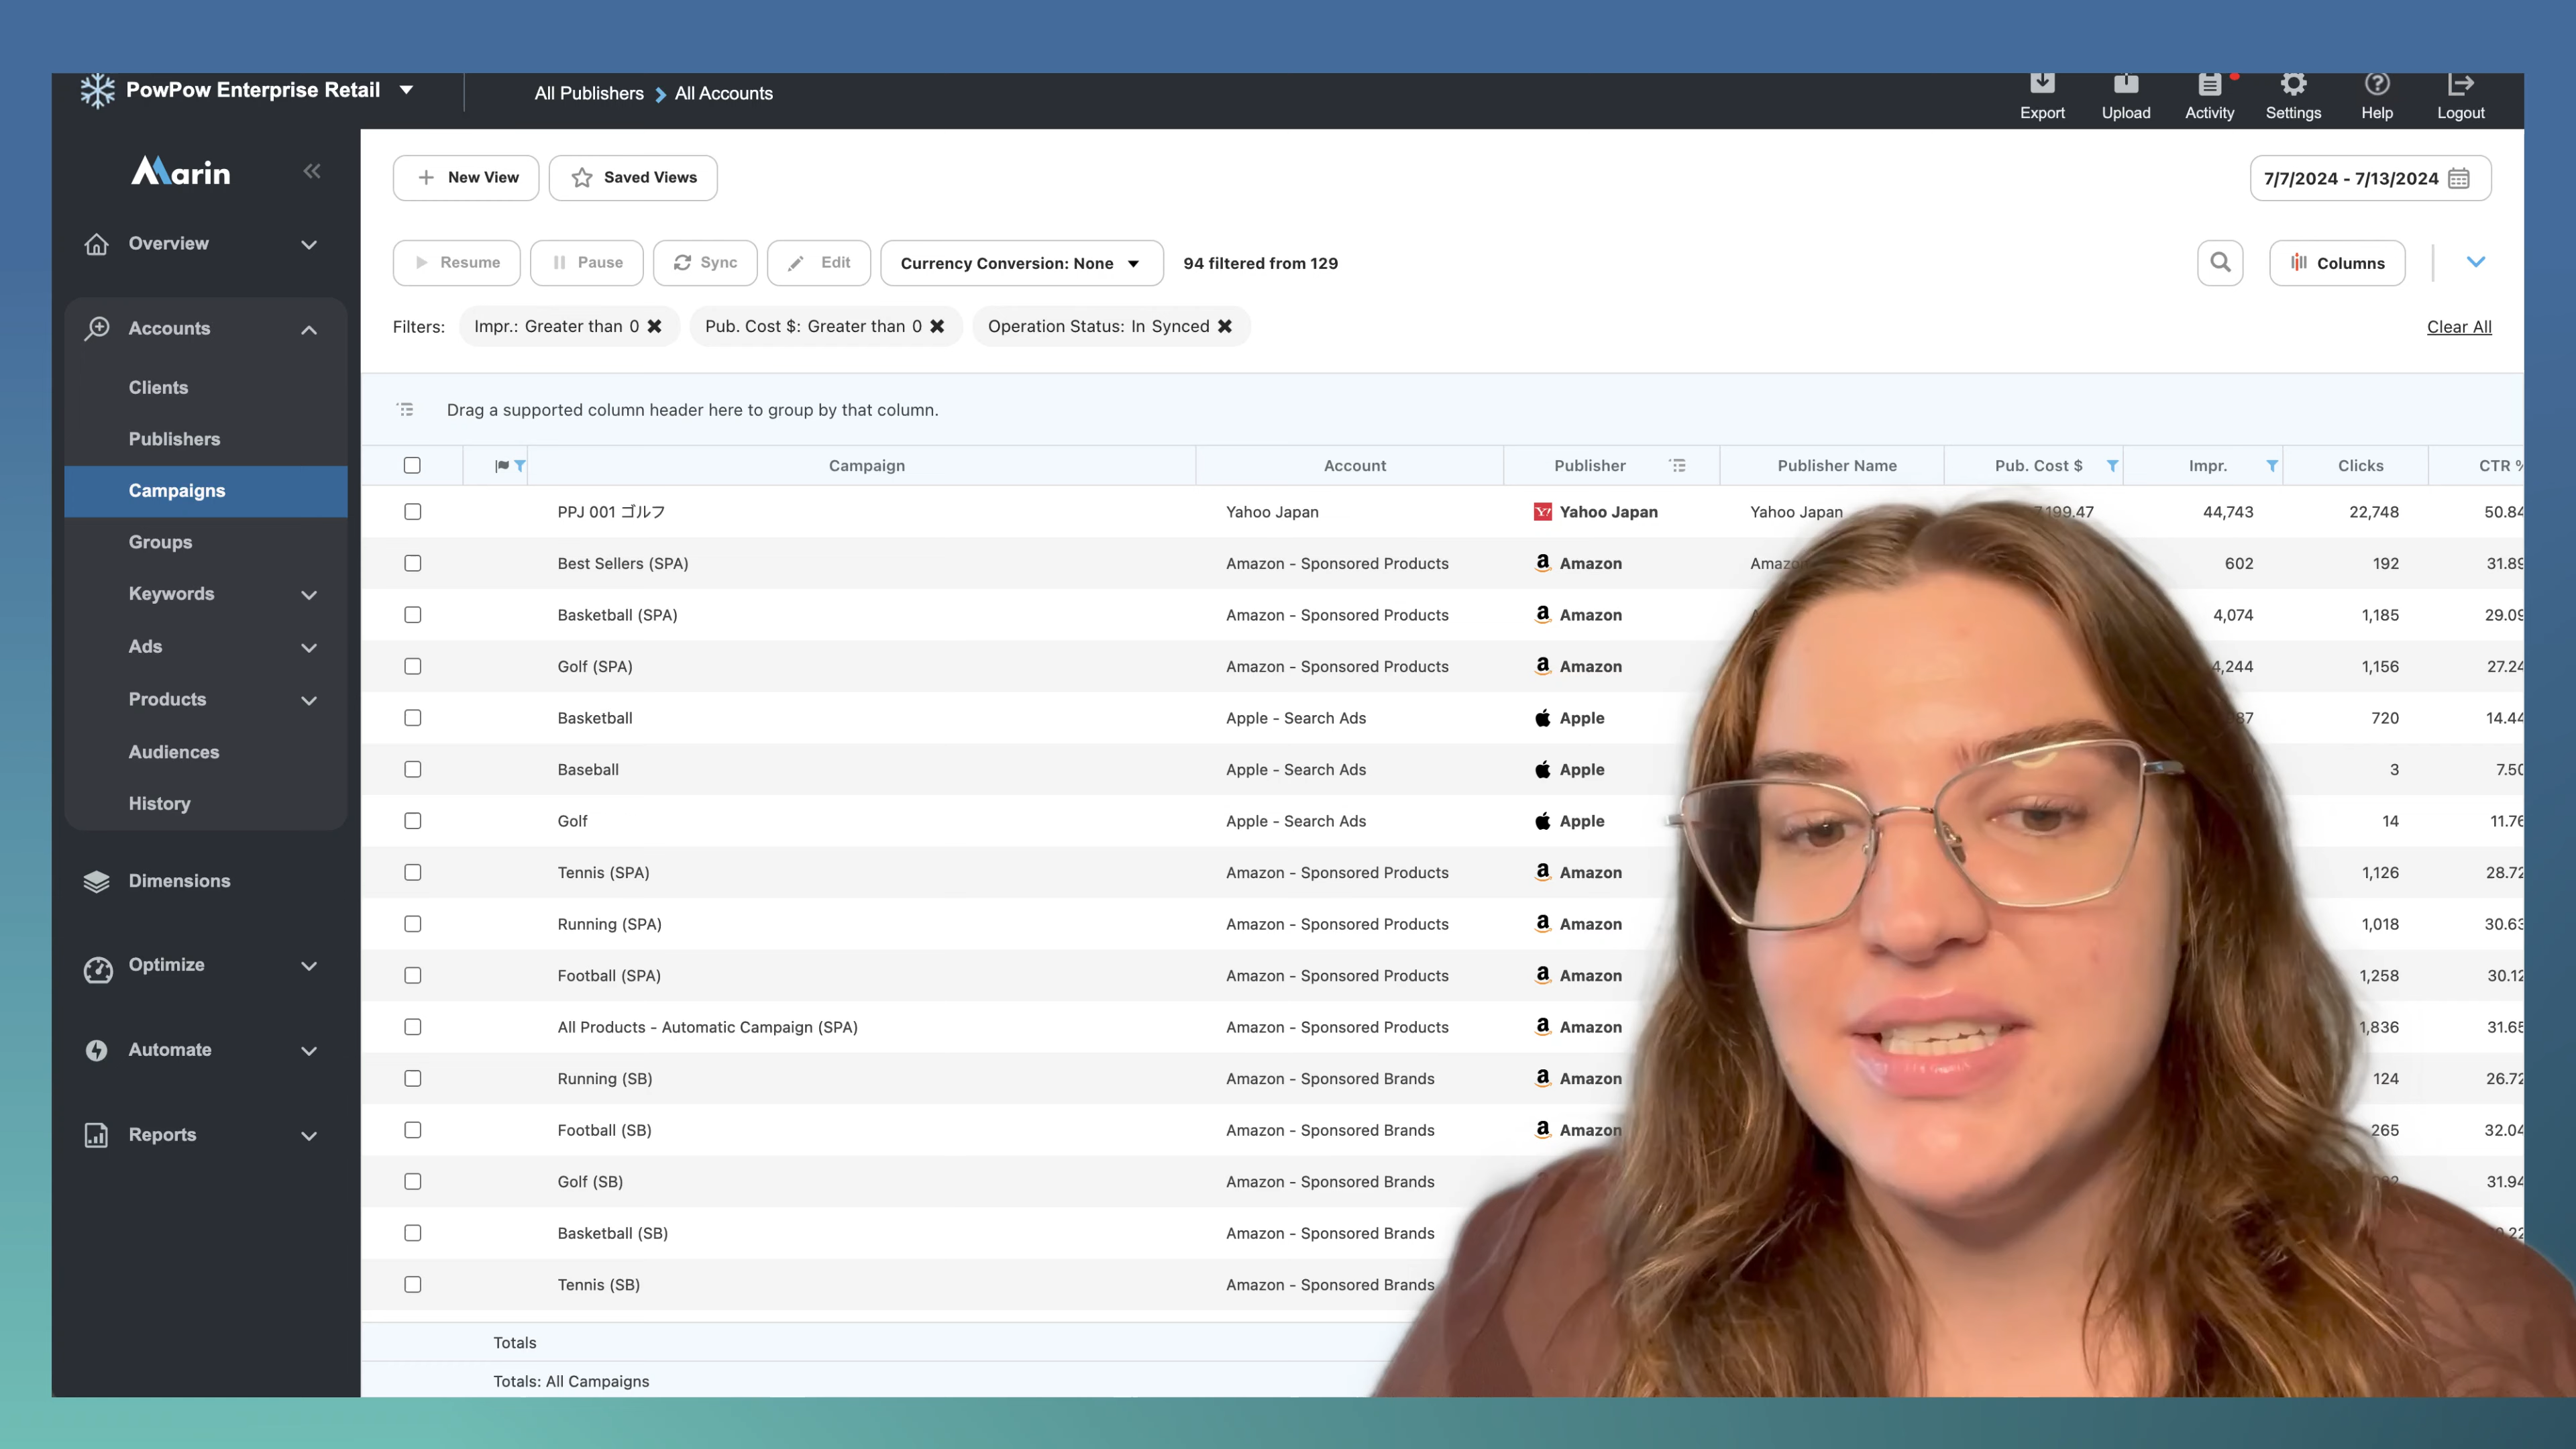 PowPow Enterprise Retail
All Publishers All Accounts
Export Upload Activity Settings Help Logout
Marin
New View Saved Views 7/7/2024 - 7/13/2024
Overview
Resume Pause Sync Edit Currency Conversion: None 94 filtered from 129 Columns
Accounts
Filters: Impr.: Greater than 0 Pub. Cost $: Greater than 0 Operation Status: In Synced Clear All
Clients
Publishers
Campaigns
Groups
Keywords
Ads
Products
Audiences
History
Dimensions
Optimize
Automate
Reports
Drag a supported column header here to group by that column.
Campaign Account Publisher Publisher Name Pub. Cost $ Impr. Clicks CTR %
PPJ 001 ゴルフ Yahoo Japan Yahoo Japan Yahoo Japan 44,743 22,748
Best Sellers (SPA) Amazon - Sponsored Products Amazon 602 192
Basketball (SPA) Amazon - Sponsored Products Amazon 4,074 1,185
Golf (SPA) Amazon - Sponsored Products Amazon 1,156
Basketball Apple - Search Ads Apple 720
Baseball Apple - Search Ads Apple 3
Golf Apple - Search Ads Apple 14
Tennis (SPA) Amazon - Sponsored Products Amazon 1,126
Running (SPA) Amazon - Sponsored Products Amazon 1,018
Football (SPA) Amazon - Sponsored Products Amazon 1,258
All Products - Automatic Campaign (SPA) Amazon - Sponsored Products Amazon 1,836
Running (SB) Amazon - Sponsored Brands Amazon 124
Football (SB) Amazon - Sponsored Brands Amazon 265
Golf (SB) Amazon - Sponsored Brands
Basketball (SB) Amazon - Sponsored Brands
Tennis (SB) Amazon - Sponsored Brands
Totals
Totals: All Campaigns